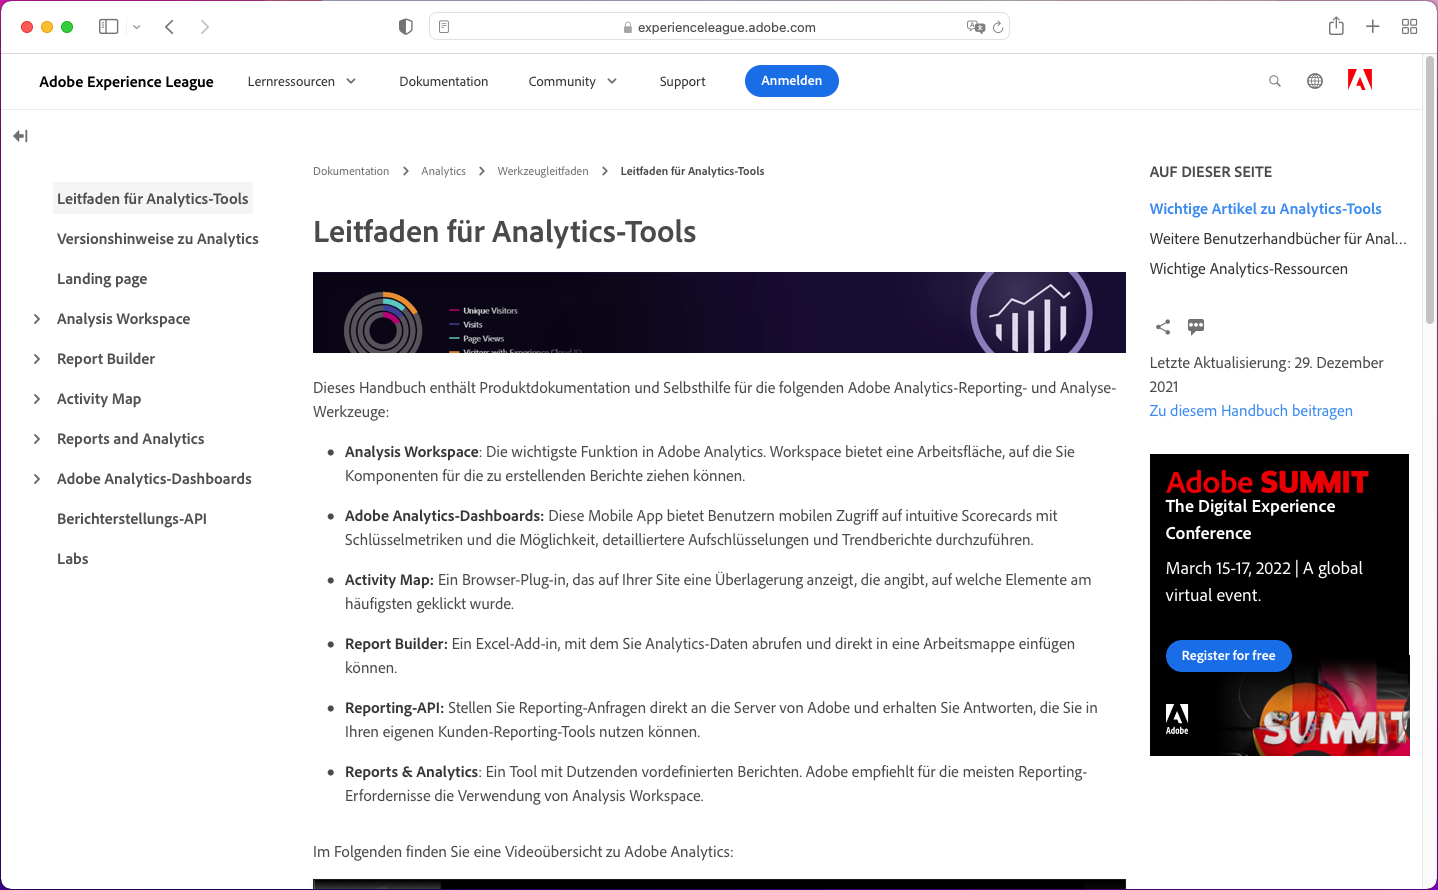 experienceleague.adobe.com
Adobe Experience League
Lernressourcen
Dokumentation
Community
Support
Anmelden
Leitfaden für Analytics-Tools
Versionshinweise zu Analytics
Landing page
Analysis Workspace
Report Builder
Activity Map
Reports and Analytics
Adobe Analytics-Dashboards
Berichterstellungs-API
Labs
Dokumentation > Analytics > Werkzeugleitfaden > Leitfaden für Analytics-Tools
Leitfaden für Analytics-Tools
Unique Visitors
Visits
Page Views
Visitors with Experience Cloud ID
Dieses Handbuch enthält Produktdokumentation und Selbsthilfe für die folgenden Adobe Analytics-Reporting- und Analyse-
Werkzeuge:
• Analysis Workspace: Die wichtigste Funktion in Adobe Analytics. Workspace bietet eine Arbeitsfläche, auf die Sie
Komponenten für die zu erstellenden Berichte ziehen können.
• Adobe Analytics-Dashboards: Diese Mobile App bietet Benutzern mobilen Zugriff auf intuitive Scorecards mit
Schlüsselmetriken und die Möglichkeit, detailliertere Aufschlüsselungen und Trendberichte durchzuführen.
• Activity Map: Ein Browser-Plug-in, das auf Ihrer Site eine Überlagerung anzeigt, die angibt, auf welche Elemente am
häufigsten geklickt wurde.
• Report Builder: Ein Excel-Add-in, mit dem Sie Analytics-Daten abrufen und direkt in eine Arbeitsmappe einfügen
können.
• Reporting-API: Stellen Sie Reporting-Anfragen direkt an die Server von Adobe und erhalten Sie Antworten, die Sie in
Ihren eigenen Kunden-Reporting-Tools nutzen können.
• Reports & Analytics: Ein Tool mit Dutzenden vordefinierten Berichten. Adobe empfiehlt für die meisten Reporting-
Erfordernisse die Verwendung von Analysis Workspace.
Im Folgenden finden Sie eine Videoübersicht zu Adobe Analytics:
AUF DIESER SEITE
Wichtige Artikel zu Analytics-Tools
Weitere Benutzerhandbücher für Anal...
Wichtige Analytics-Ressourcen
Letzte Aktualisierung: 29. Dezember
2021
Zu diesem Handbuch beitragen
Adobe SUMMIT
The Digital Experience
Conference
March 15-17, 2022 | A global
virtual event.
Register for free
Adobe
SUMMIT